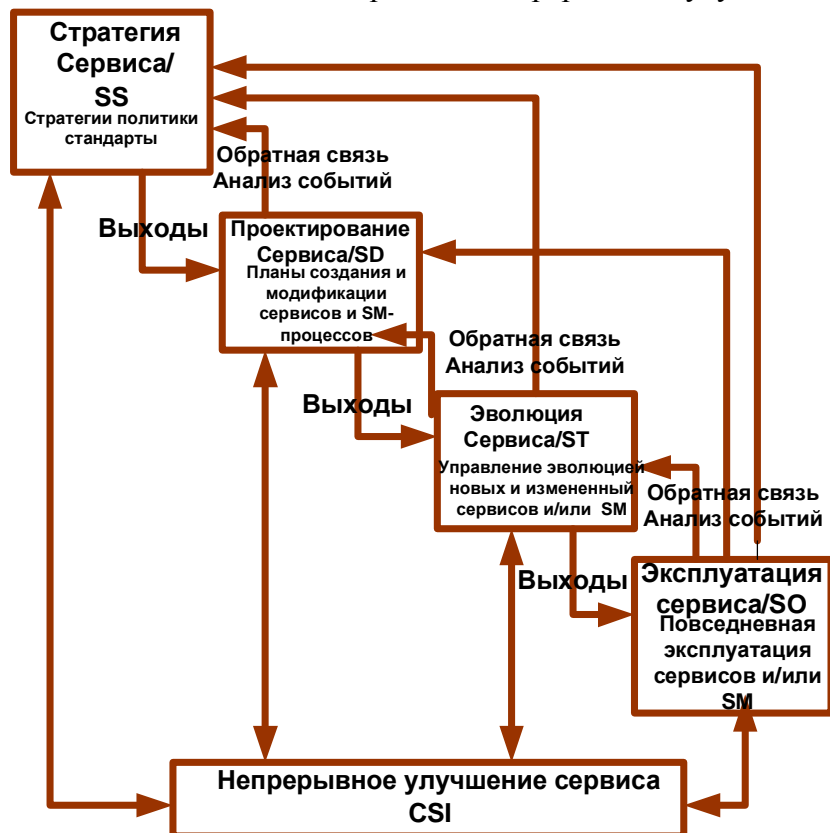 Стратегия
Сервиса/
SS
Стратегии политики
стандарты
Обратная связь
Анализ событий
Выходы
Проектирование
Сервиса/SD
Планы создания и
модификации
сервисов и SM-
процессов
Обратная связь
Анализ событий
Выходы
Эволюция
Сервиса/ST
Управление эволюцией
новых и измененный
сервисов и/или SM
Обратная связь
Анализ событий
Выходы
Эксплуатация
сервиса/SO
Повседневная
эксплуатация
сервисов и/или
SM
Непрерывное улучшение сервиса
CSI